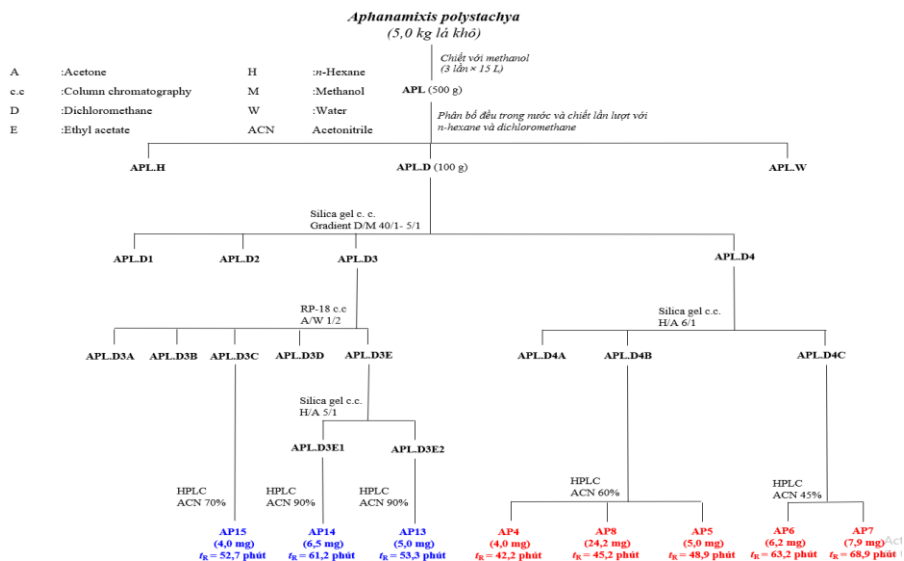 Aphanamixis polystachya
(5,0 kg lá khô)
Chiết với methanol
(3 lần × 15 L)
A :Acetone H :n-Hexane
c.c :Column chromatography M :Methanol
D :Dichloromethane W :Water
E :Ethyl acetate ACN Acetonitrile
APL (500 g)
Phân bố đều trong nước và chiết lần lượt với
n-hexane và dichloromethane
APL.H APL.D (100 g) APL.W
Silica gel c. c.
Gradient D/M 40/1- 5/1
APL.D1 APL.D2 APL.D3 APL.D4
RP-18 c.c
A/W 1/2
Silica gel c.c.
H/A 6/1
APL.D3A APL.D3B APL.D3C APL.D3D APL.D3E APL.D4A APL.D4B APL.D4C
Silica gel c.c.
H/A 5/1
APL.D3E1 APL.D3E2
HPLC
ACN 70%
HPLC
ACN 90%
HPLC
ACN 90%
HPLC
ACN 60%
HPLC
ACN 45%
AP15
(4,0 mg)
tR = 52,7 phút
AP14
(6,5 mg)
tR = 61,2 phút
AP13
(5,0 mg)
tR = 53,3 phút
AP4
(4,0 mg)
tR = 42,2 phút
AP8
(24,2 mg)
tR = 45,2 phút
AP5
(5,0 mg)
tR = 48,9 phút
AP6
(6,2 mg)
tR = 63,2 phút
AP7
(7,9 mg)
tR = 68,9 phút
Act